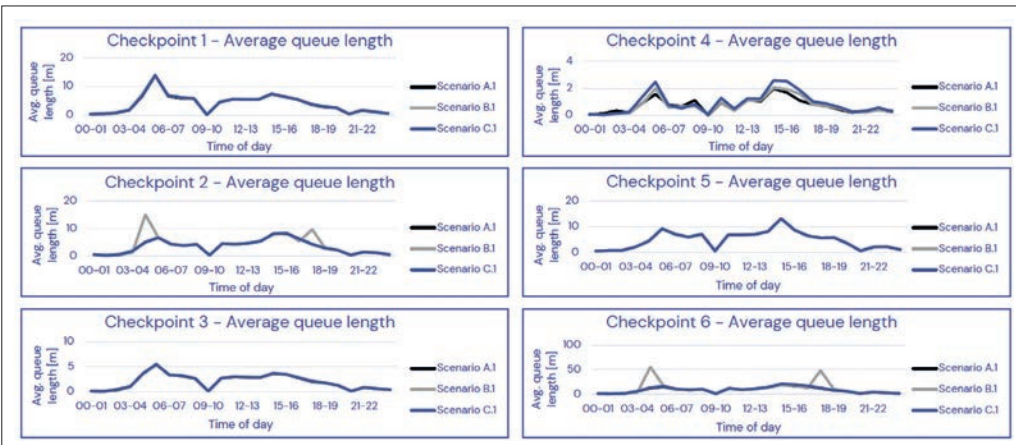 Checkpoint 1 - Average queue length
Avg. queue
length [m]
20
10
0
00-01 03-04 06-07 09-10 12-13 15-16 18-19 21-22
Time of day
Scenario A.1
Scenario B.1
Scenario C.1
Checkpoint 4 - Average queue length
Avg. queue
length [m]
4
2
0
00-01 03-04 06-07 09-10 12-13 15-16 18-19 21-22
Time of day
Scenario A.1
Scenario B.1
Scenario C.1
Checkpoint 2 - Average queue length
Avg. queue
length [m]
20
10
0
00-01 03-04 06-07 09-10 12-13 15-16 18-19 21-22
Time of day
Scenario A.1
Scenario B.1
Scenario C.1
Checkpoint 5 - Average queue length
Avg. queue
length [m]
20
10
0
00-01 03-04 06-07 09-10 12-13 15-16 18-19 21-22
Time of day
Scenario A.1
Scenario B.1
Scenario C.1
Checkpoint 3 - Average queue length
Avg. queue
length [m]
10
5
0
00-01 03-04 06-07 09-10 12-13 15-16 18-19 21-22
Time of day
Scenario A.1
Scenario B.1
Scenario C.1
Checkpoint 6 - Average queue length
Avg. queue
length [m]
100
50
0
00-01 03-04 06-07 09-10 12-13 15-16 18-19 21-22
Time of day
Scenario A.1
Scenario B.1
Scenario C.1